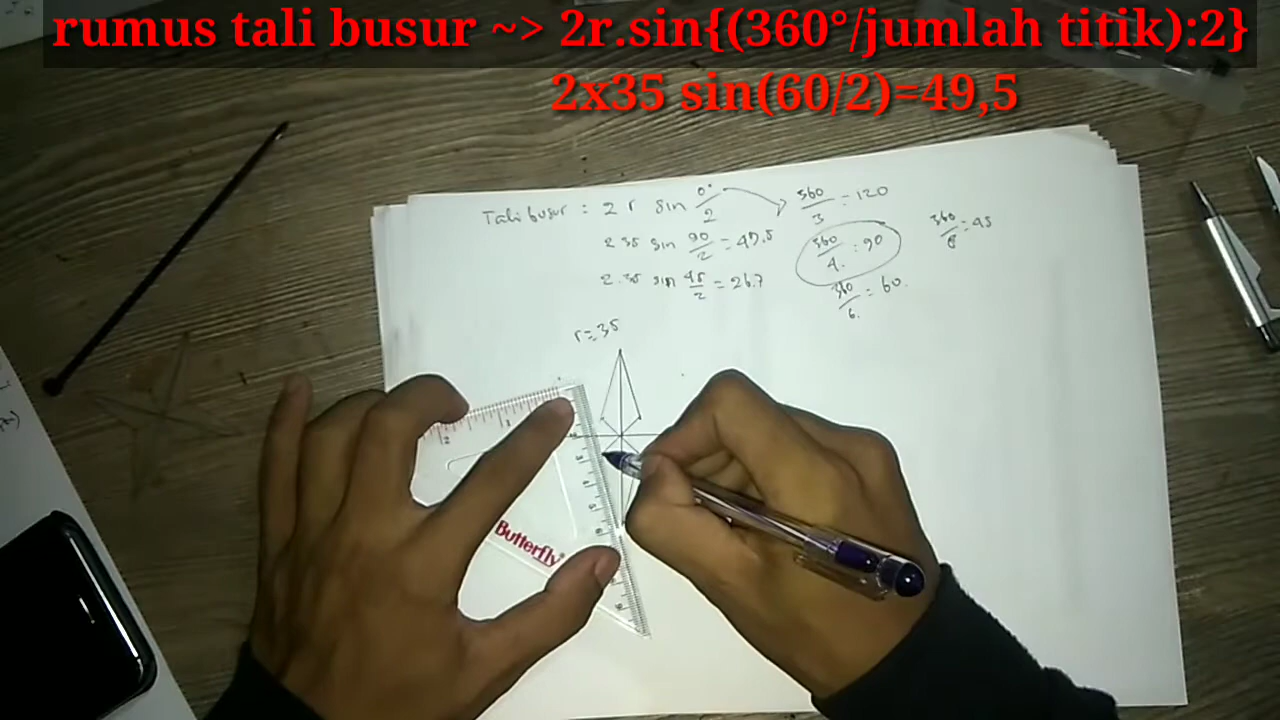 rumus tali busur ~> 2r.sin{(360°/jumlah titik):2}
2x35 sin(60/2)=49,5
Tali busur : 2 r sin 0°/2
360/3 = 120
2 35 sin 90/2 = 49.5
360/4. = 90
360/8 = 45
2.35 sin 45/2 = 26.7
360/6. = 60.
r = 35
Butterfly